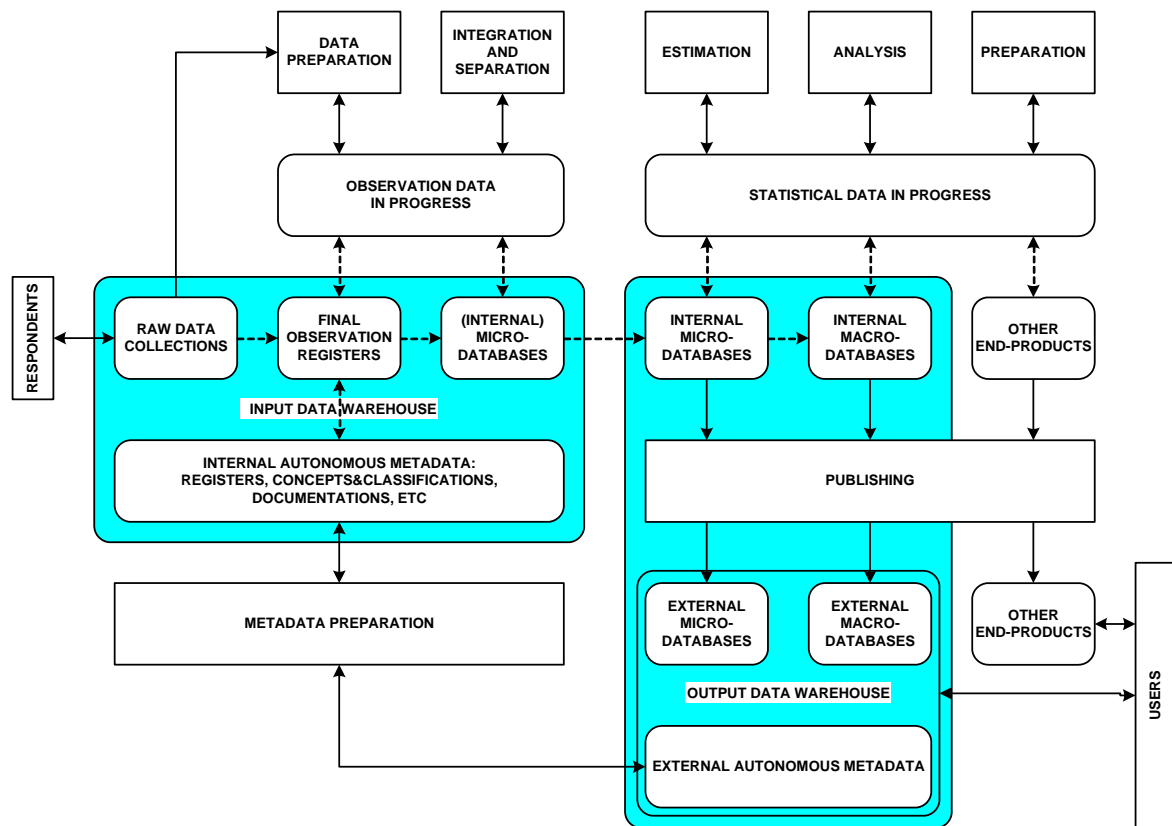 DATA
PREPARATION
INTEGRATION
AND
SEPARATION
ESTIMATION
ANALYSIS
PREPARATION
OBSERVATION DATA
IN PROGRESS
STATISTICAL DATA IN PROGRESS
RESPONDENTS
RAW DATA
COLLECTIONS
FINAL
OBSERVATION
REGISTERS
(INTERNAL)
MICRO-
DATABASES
INTERNAL
MICRO-
DATABASES
INTERNAL
MACRO-
DATABASES
OTHER
END-PRODUCTS
INPUT DATA WAREHOUSE
INTERNAL AUTONOMOUS METADATA:
REGISTERS, CONCEPTS&CLASSIFICATIONS,
DOCUMENTATIONS, ETC
PUBLISHING
METADATA PREPARATION
EXTERNAL
MICRO-
DATABASES
EXTERNAL
MACRO-
DATABASES
OTHER
END-PRODUCTS
OUTPUT DATA WAREHOUSE
USERS
EXTERNAL AUTONOMOUS METADATA